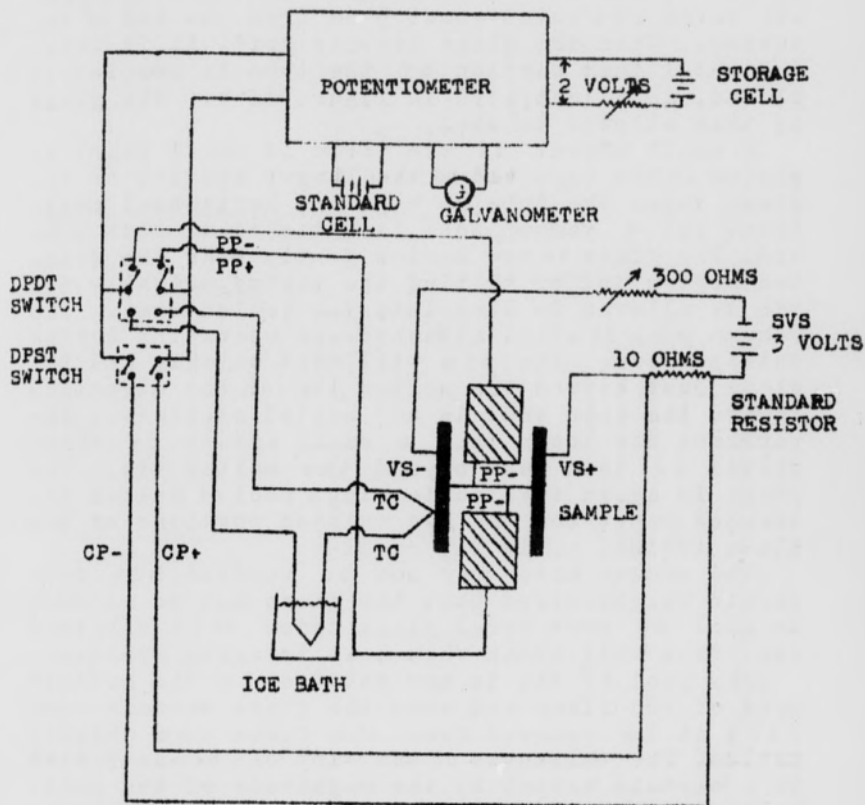 POTENTIOMETER
2 VOLTS
STORAGE
CELL
STANDARD
CELL
GALVANOMETER
PP-
PP+
DPDT
SWITCH
DPST
SWITCH
300 OHMS
SVS
3 VOLTS
10 OHMS
STANDARD
RESISTOR
VS-
VS+
PP-
PP-
SAMPLE
TC
TC
CP-
CP+
ICE BATH